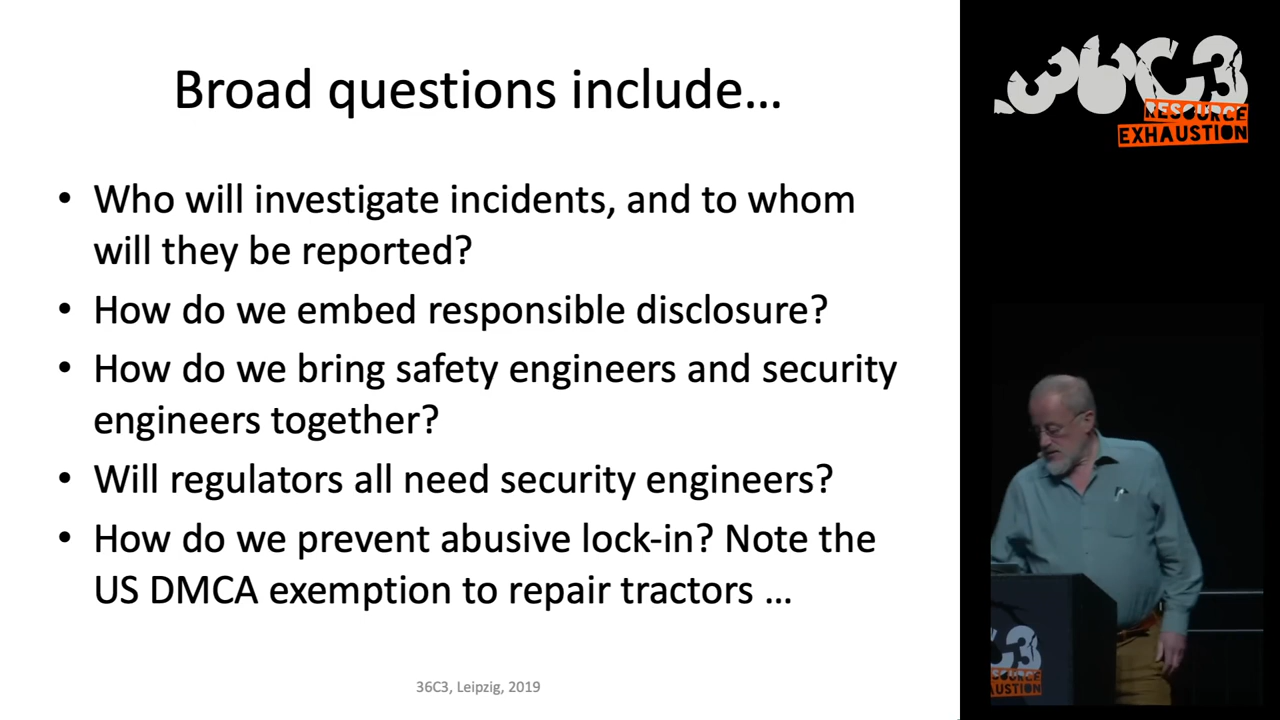 Broad questions include...
• Who will investigate incidents, and to whom
will they be reported?
• How do we embed responsible disclosure?
• How do we bring safety engineers and security
engineers together?
• Will regulators all need security engineers?
• How do we prevent abusive lock-in? Note the
US DMCA exemption to repair tractors ...
36C3, Leipzig, 2019
36C3
RESOURCE
EXHAUSTION
C3
SOURCE
AUSTION